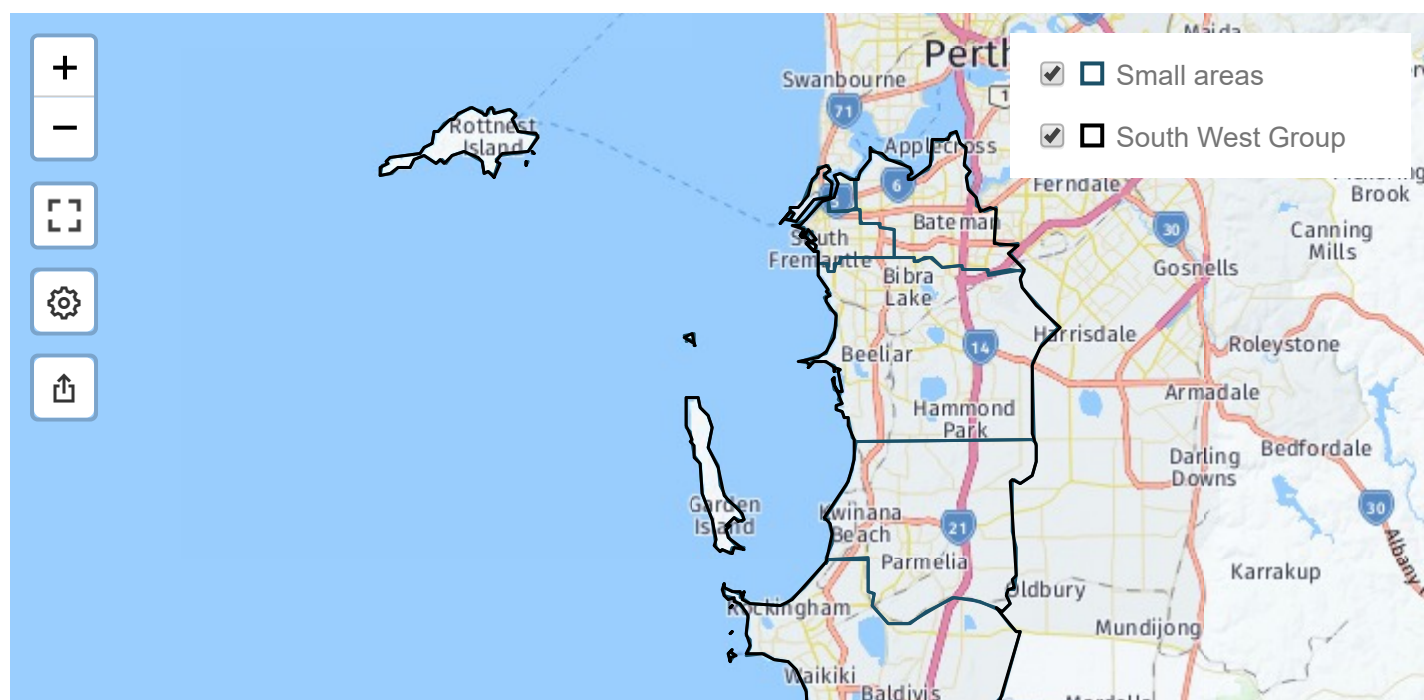 Maida
Perth
Small areas
Swanbourne
71
1
Rottnest
Island
South West Group
Applecross
6
Ferndale
Brook
Bateman
30
Canning
Mills
South
Fremantle
Gosnells
Bibra
Lake
Harrisdale
14
Roleystone
Beeliar
Armadale
Hammond
Park
Bedfordale
Darling
Downs
Garden
Island
Kwinana
Beach
21
30
Albany
Parmelia
Karrakup
Oldbury
Rockingham
Mundijong
Waikiki
Baldivis